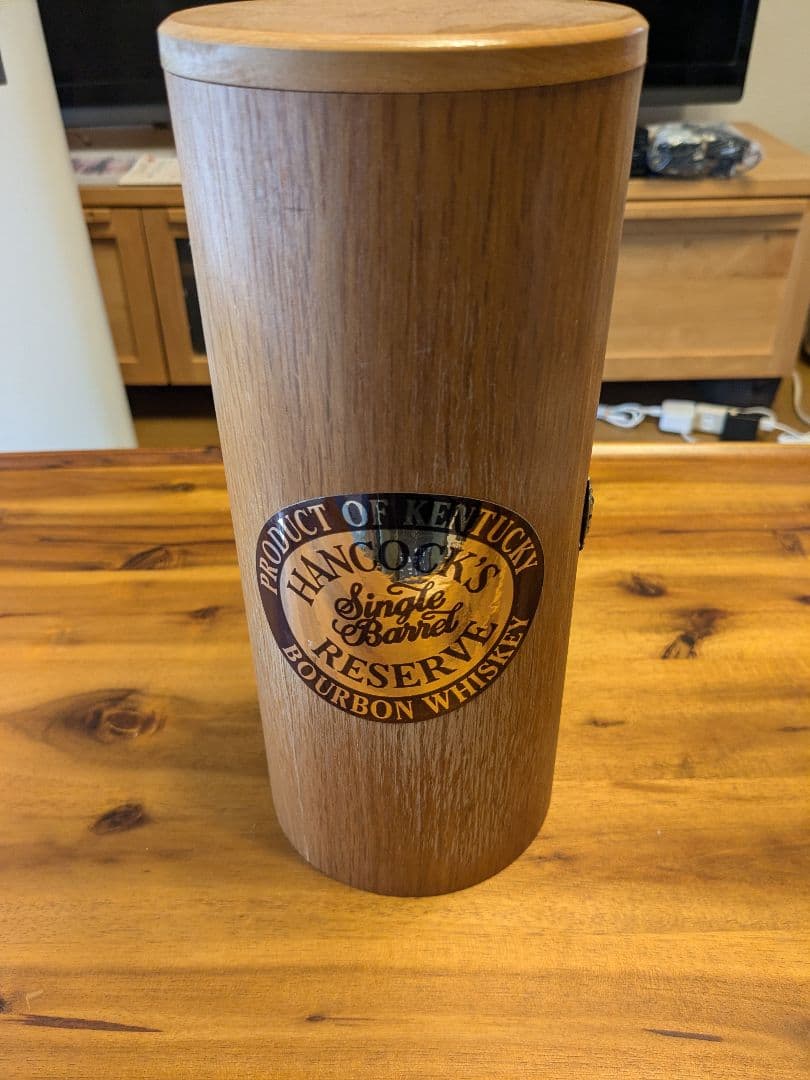 PRODUCT OF KENTUCKY
HANCOCK'S
Single
Barrel
RESERVE
BOURBON WHISKEY